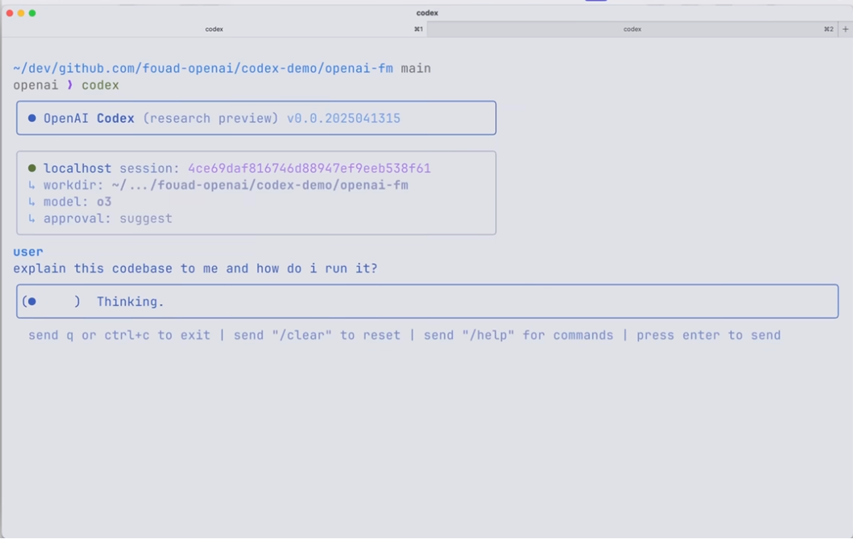 codex
codex ⌘1 codex ⌘2 +
~/dev/github.com/fouad-openai/codex-demo/openai-fm main
openai ❯ codex
● OpenAI Codex (research preview) v0.0.2025041315
● localhost session: 4ce69daf816746d88947ef9eeb538f61
↳ workdir: ~/.../fouad-openai/codex-demo/openai-fm
↳ model: o3
↳ approval: suggest
user
explain this codebase to me and how do i run it?
(●     )  Thinking.
send q or ctrl+c to exit | send "/clear" to reset | send "/help" for commands | press enter to send